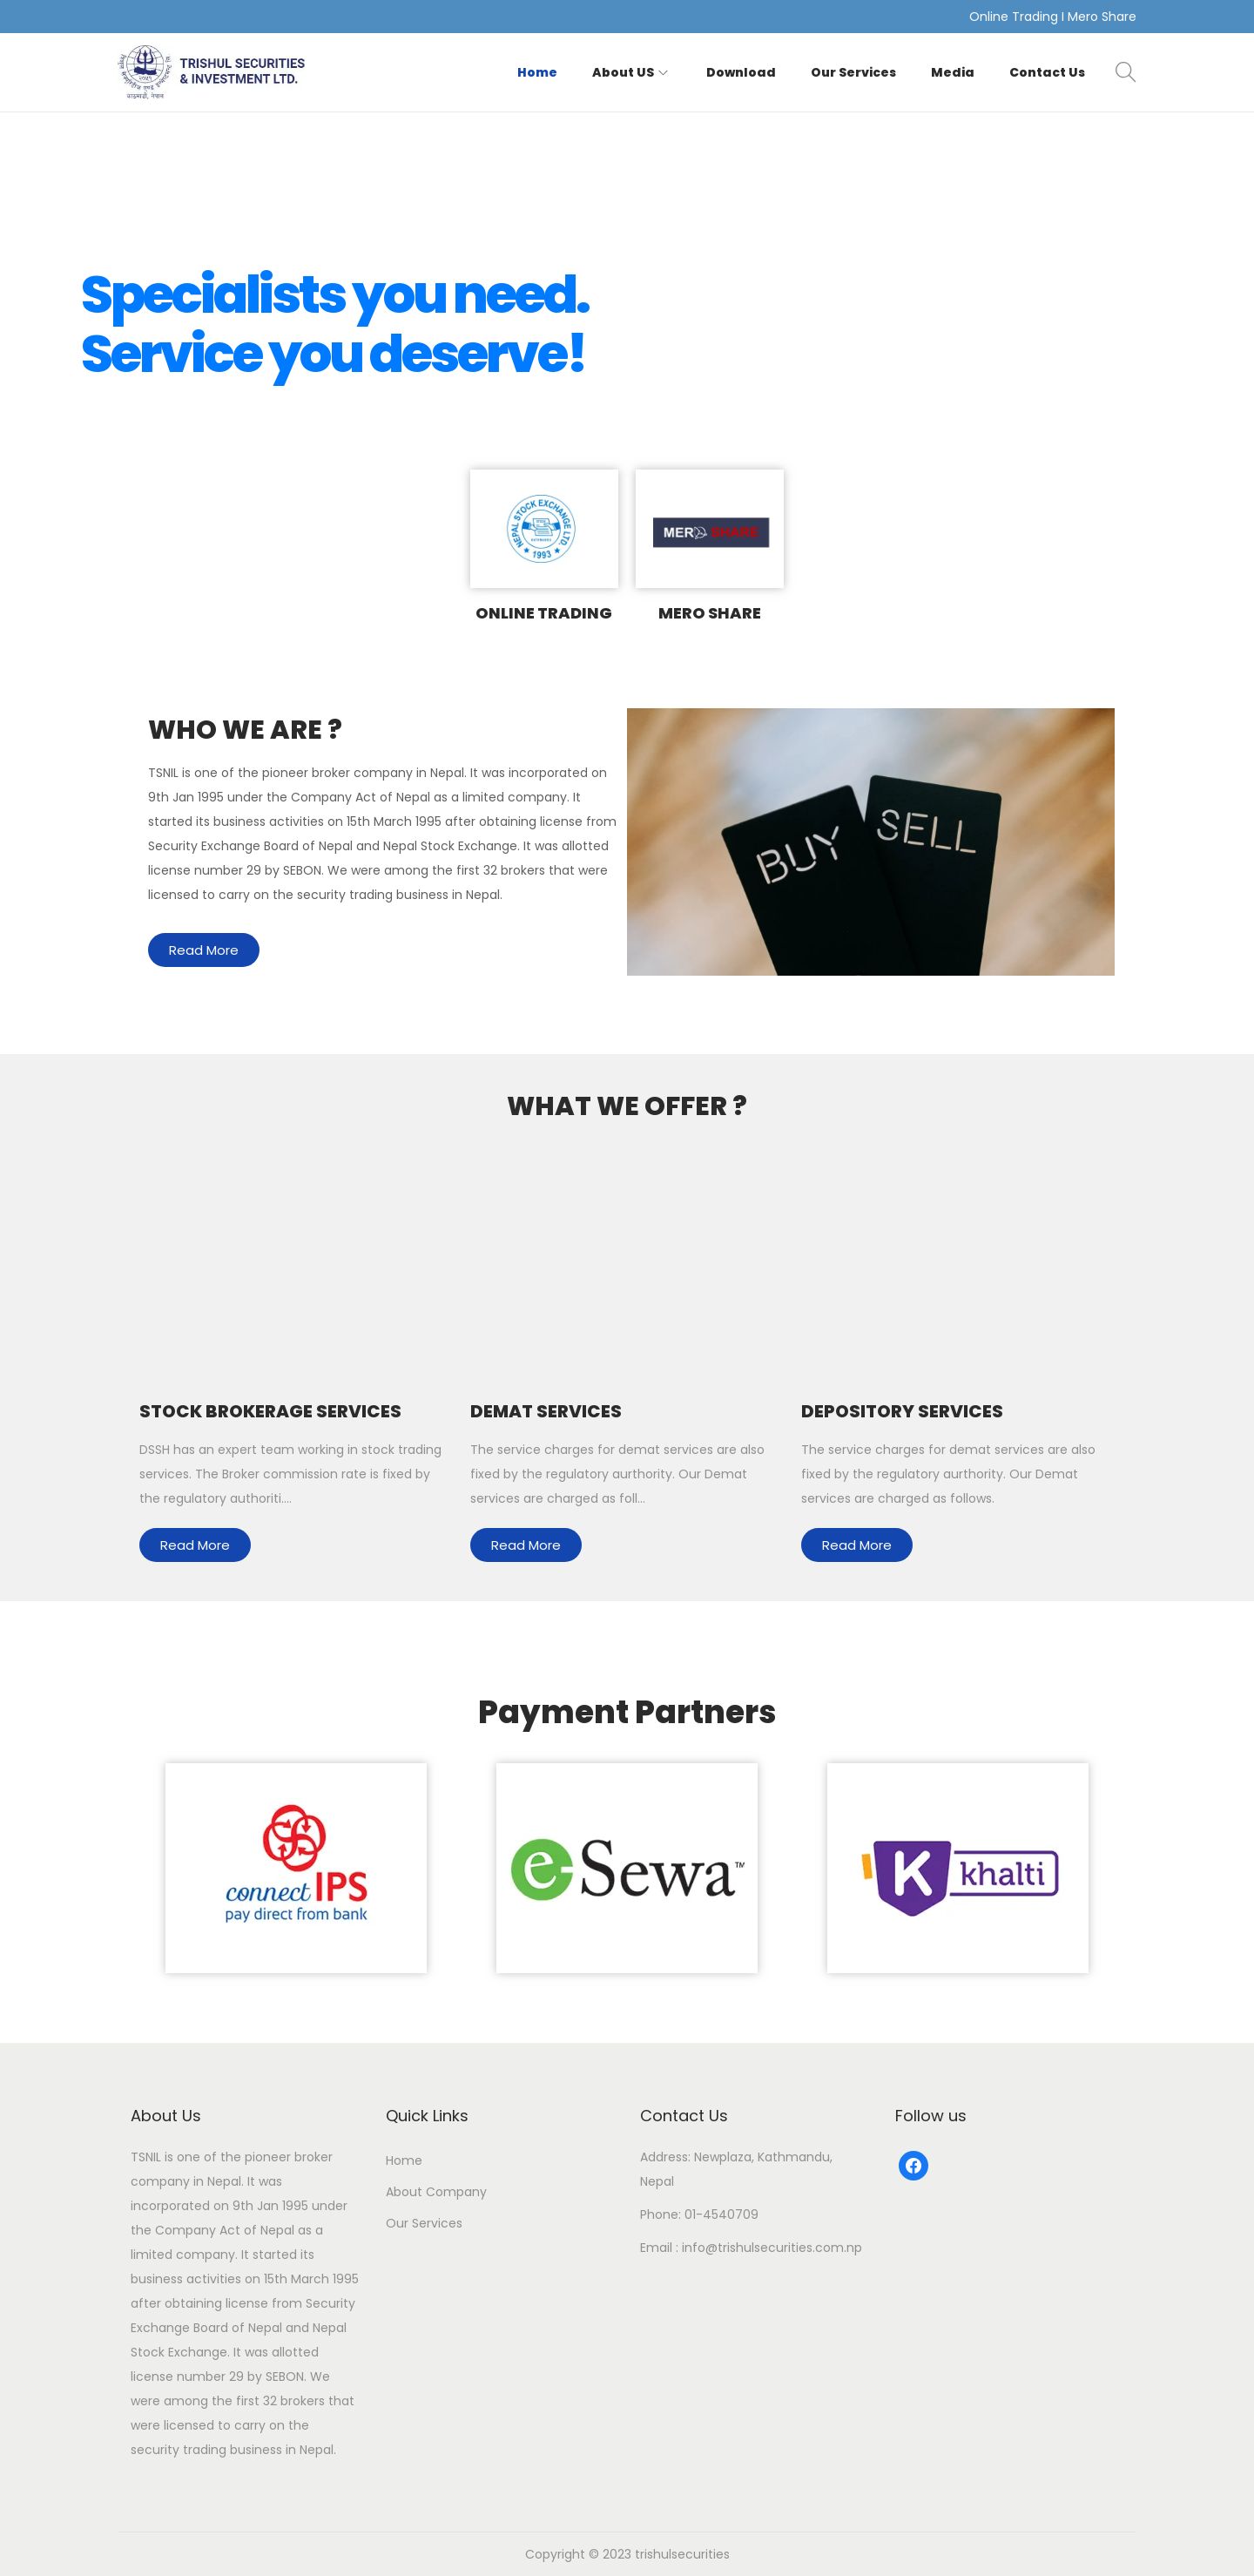 Online Trading I Mero Share
TRISHUL SECURITIES
& INVESTMENT LTD.
Home
About US
Download
Our Services
Media
Contact Us
Specialists you need.
Service you deserve!
NEPAL STOCK EXCHANGE LTD.
1993
MERO SHARE
ONLINE TRADING
MERO SHARE
WHO WE ARE ?
TSNIL is one of the pioneer broker company in Nepal. It was incorporated on
9th Jan 1995 under the Company Act of Nepal as a limited company. It
started its business activities on 15th March 1995 after obtaining license from
Security Exchange Board of Nepal and Nepal Stock Exchange. It was allotted
license number 29 by SEBON. We were among the first 32 brokers that were
licensed to carry on the security trading business in Nepal.
Read More
BUY
SELL
WHAT WE OFFER ?
STOCK BROKERAGE SERVICES
DSSH has an expert team working in stock trading
services. The Broker commission rate is fixed by
the regulatory authoriti....
Read More
DEMAT SERVICES
The service charges for demat services are also
fixed by the regulatory aurthority. Our Demat
services are charged as foll...
Read More
DEPOSITORY SERVICES
The service charges for demat services are also
fixed by the regulatory aurthority. Our Demat
services are charged as follows.
Read More
Payment Partners
connectIPS
pay direct from bank
e-Sewa™
K khalti
About Us
TSNIL is one of the pioneer broker
company in Nepal. It was
incorporated on 9th Jan 1995 under
the Company Act of Nepal as a
limited company. It started its
business activities on 15th March 1995
after obtaining license from Security
Exchange Board of Nepal and Nepal
Stock Exchange. It was allotted
license number 29 by SEBON. We
were among the first 32 brokers that
were licensed to carry on the
security trading business in Nepal.
Quick Links
Home
About Company
Our Services
Contact Us
Address: Newplaza, Kathmandu,
Nepal
Phone: 01-4540709
Email : info@trishulsecurities.com.np
Follow us
Copyright © 2023 trishulsecurities